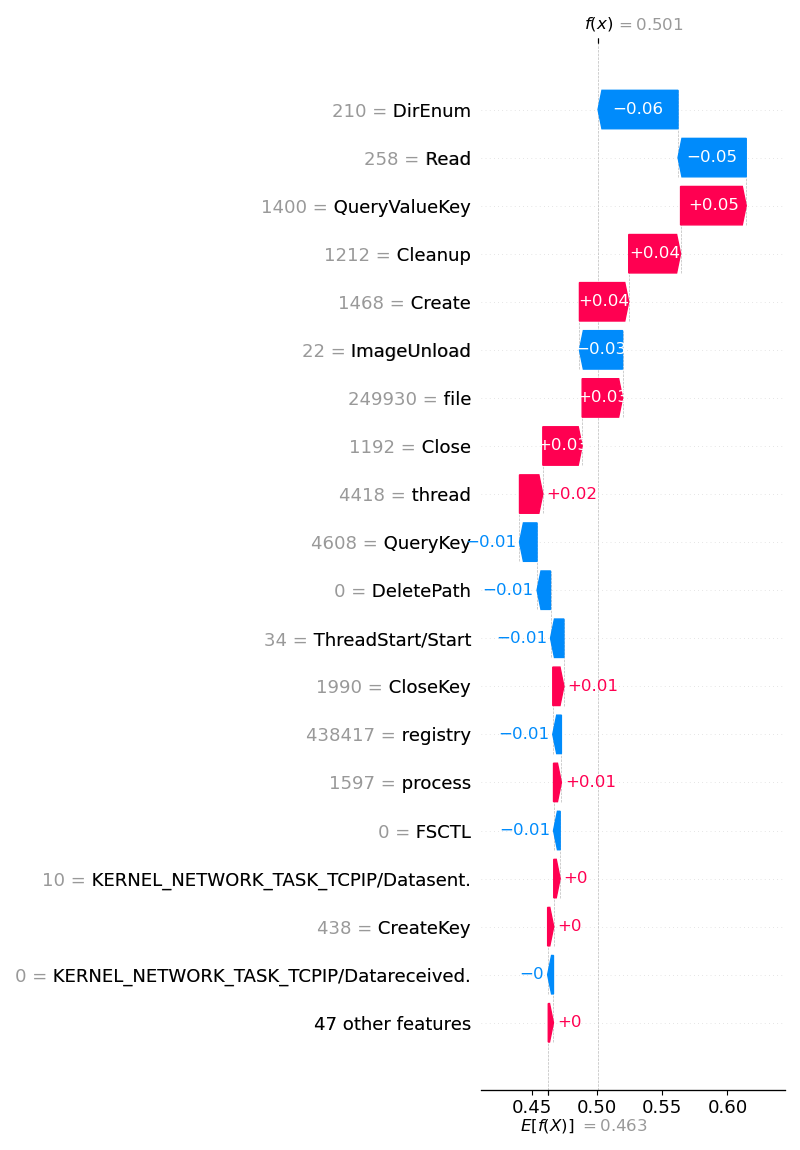 f(x) = 0.501
210 = DirEnum −0.06
258 = Read −0.05
1400 = QueryValueKey +0.05
1212 = Cleanup +0.04
1468 = Create +0.04
22 = ImageUnload −0.03
249930 = file +0.03
1192 = Close +0.03
4418 = thread +0.02
4608 = QueryKey −0.01
0 = DeletePath −0.01
34 = ThreadStart/Start −0.01
1990 = CloseKey +0.01
438417 = registry −0.01
1597 = process +0.01
0 = FSCTL −0.01
10 = KERNEL_NETWORK_TASK_TCPIP/Datasent. +0
438 = CreateKey +0
0 = KERNEL_NETWORK_TASK_TCPIP/Datareceived. −0
47 other features +0
0.45 0.50 0.55 0.60
E[f(X)] = 0.463